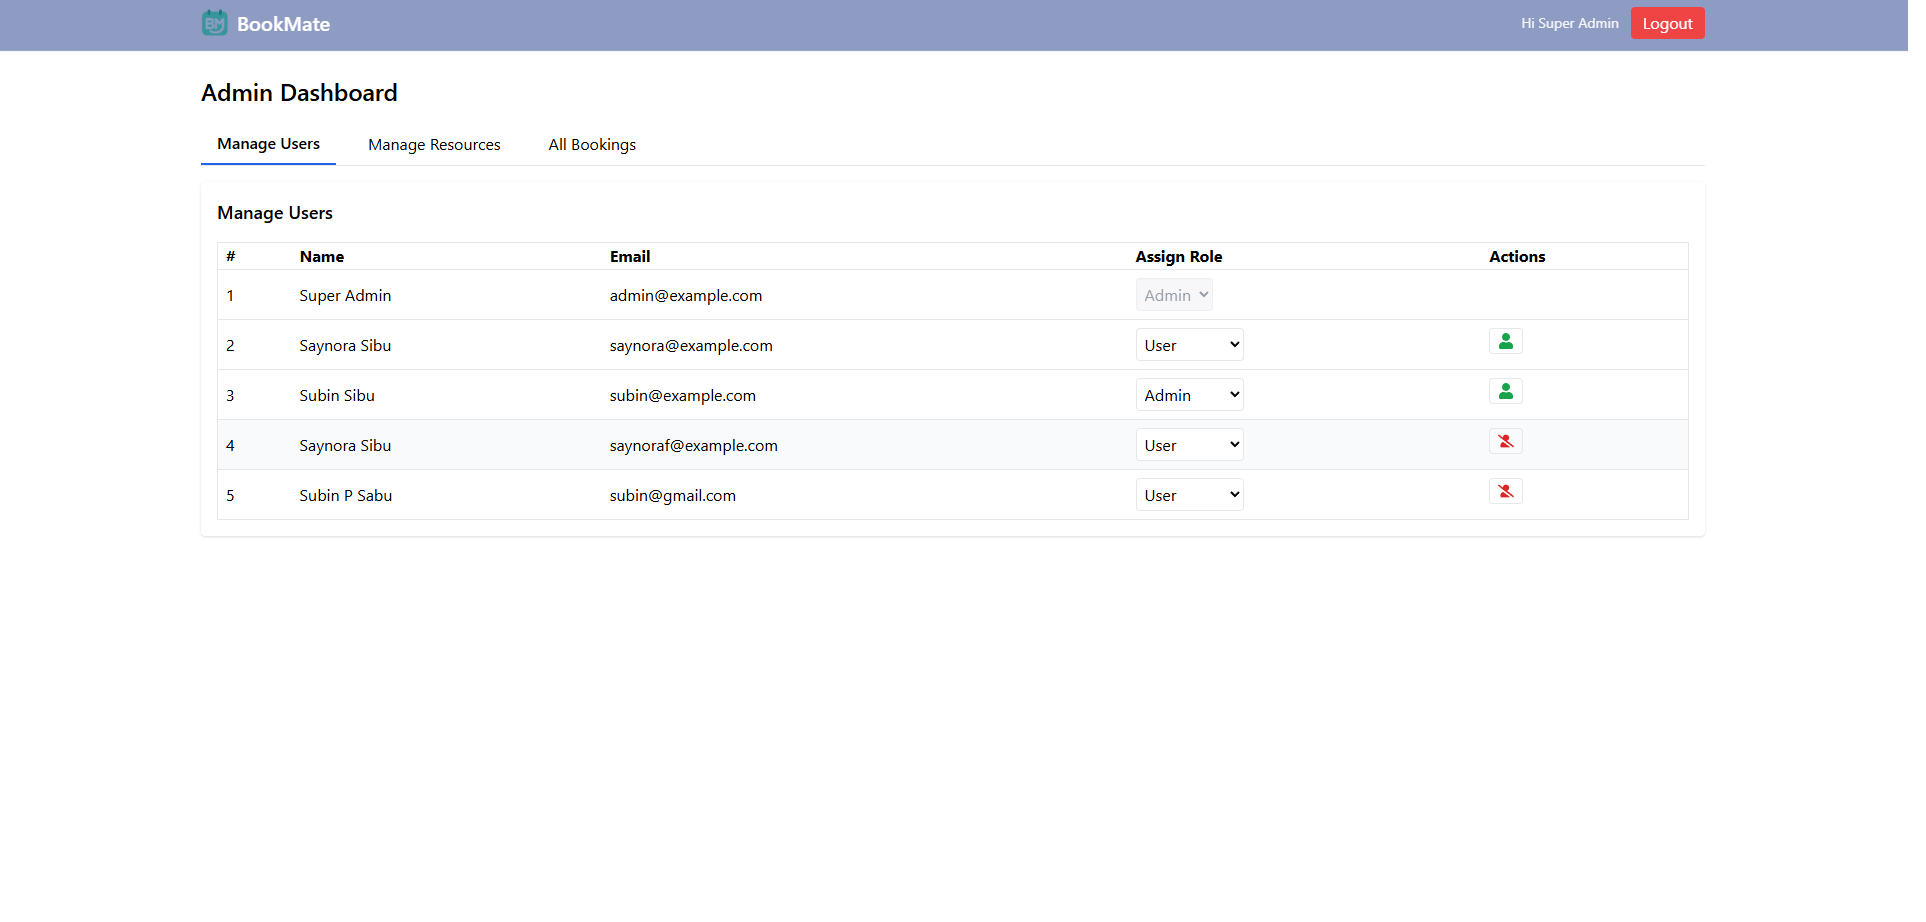 BM BookMate Hi Super Admin Logout
Admin Dashboard
Manage Users Manage Resources All Bookings
Manage Users
# Name Email Assign Role Actions
1 Super Admin admin@example.com Admin
2 Saynora Sibu saynora@example.com User
3 Subin Sibu subin@example.com Admin
4 Saynora Sibu saynoraf@example.com User
5 Subin P Sabu subin@gmail.com User